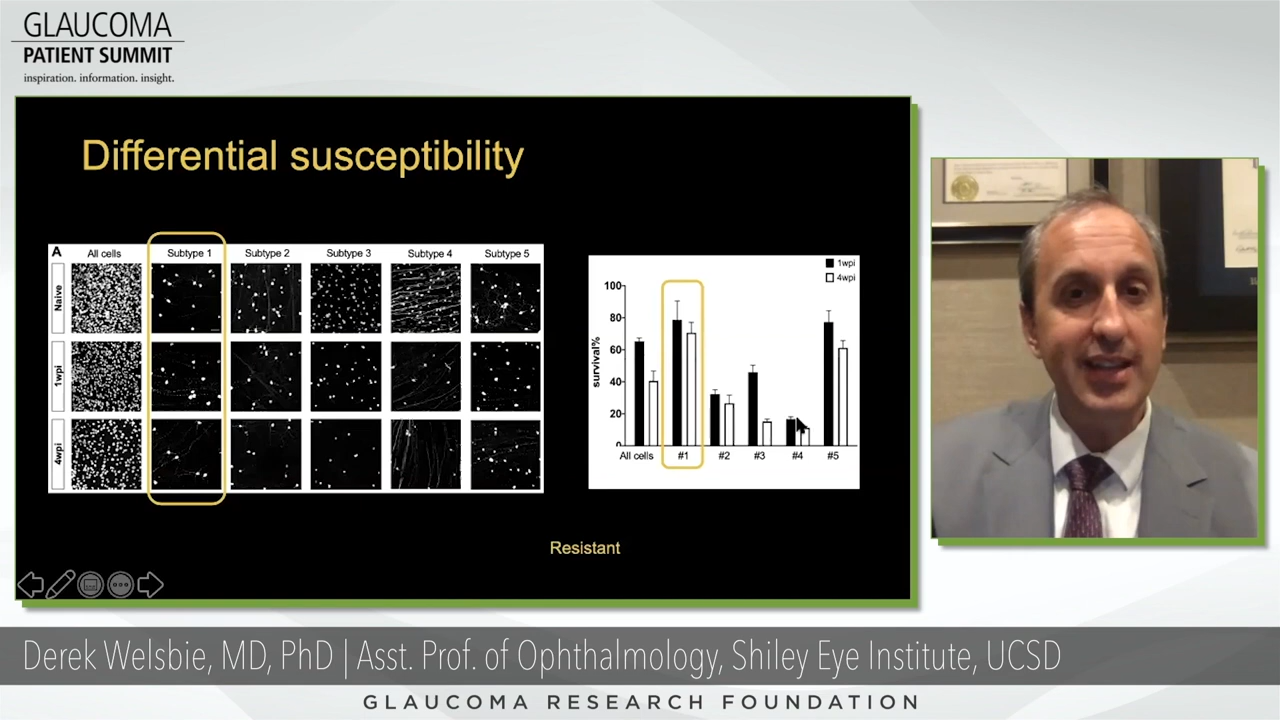 GLAUCOMA
PATIENT SUMMIT
inspiration. information. insight.
Differential susceptibility
A
All cells
Subtype 1
Subtype 2
Subtype 3
Subtype 4
Subtype 5
Naive
1wpi
4wpi
1wpi
4wpi
survival%
100
80
60
40
20
0
All cells
#1
#2
#3
#4
#5
Resistant
Derek Welsbie, MD, PhD | Asst. Prof. of Ophthalmology, Shiley Eye Institute, UCSD
GLAUCOMA RESEARCH FOUNDATION